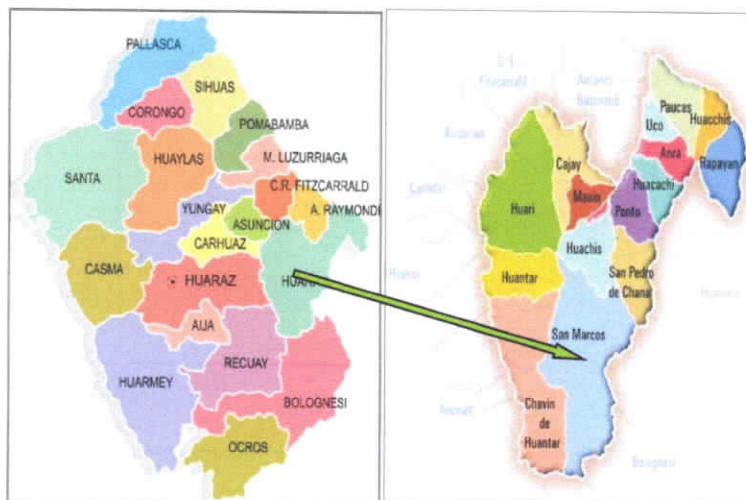 PALLASCA
SIHUAS
CORONGO
POMABAMBA
HUAYLAS
M. LUZURRIAGA
SANTA
C.R. FITZCARRALD
YUNGAY
A. RAYMONDI
ASUNCION
CARHUAZ
CASMA
HUARAZ
HUARI
AIJA
RECUAY
HUARMEY
BOLOGNESI
OCROS
Paucas
Huacchis
Uco
Cajay
Anra
Rapayan
Masin
Huacachi
Huari
Ponto
Huachis
Huantar
San Pedro
de Chana
San Marcos
Chavin
de
Huantar